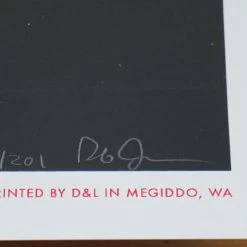 /201
RINTED BY D&L IN MEGIDDO, WA